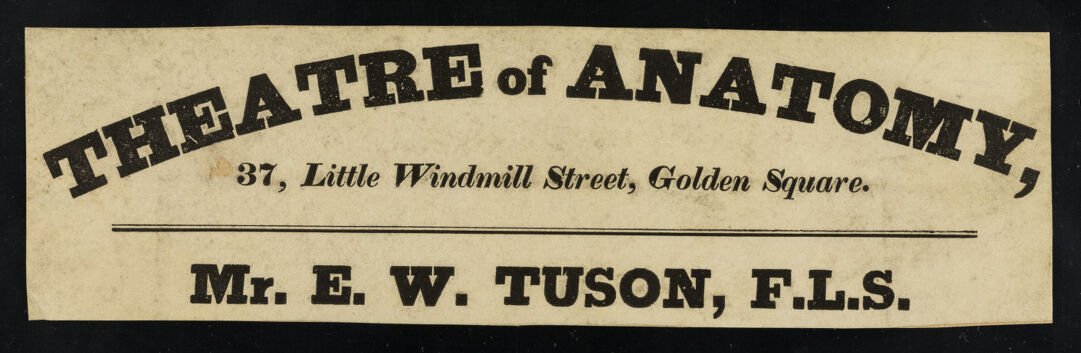 THEATRE of ANATOMY,
37, Little Windmill Street, Golden Square.
Mr. E. W. TUSON, F.L.S.